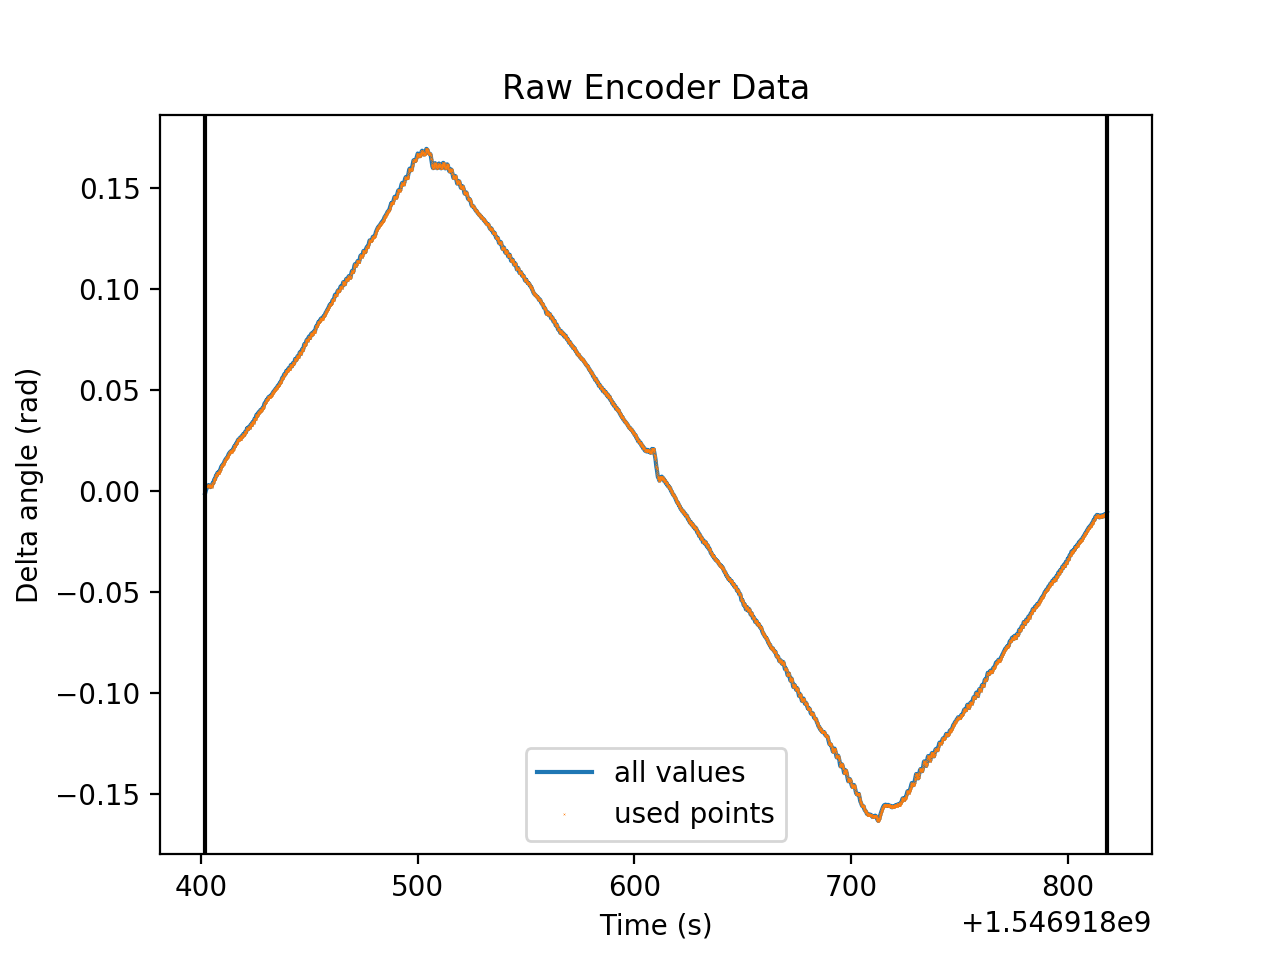 Raw Encoder Data
Delta angle (rad)
0.15
0.10
0.05
0.00
−0.05
−0.10
−0.15
all values
used points
400 500 600 700 800
Time (s)
+1.546918e9